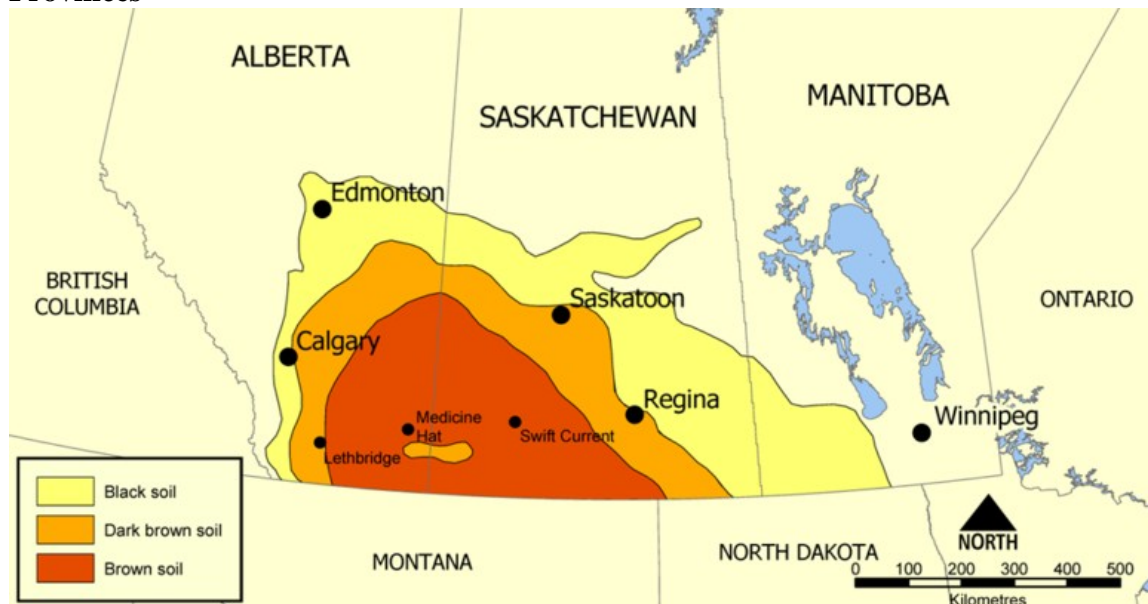 Provinces
ALBERTA
SASKATCHEWAN
MANITOBA
Edmonton
BRITISH
COLUMBIA
Saskatoon
ONTARIO
Calgary
Regina
Medicine
Hat
Winnipeg
Swift Current
Lethbridge
Black soil
Dark brown soil
Brown soil
MONTANA
NORTH DAKOTA
NORTH
0 100 200 300 400 500
Kilometres